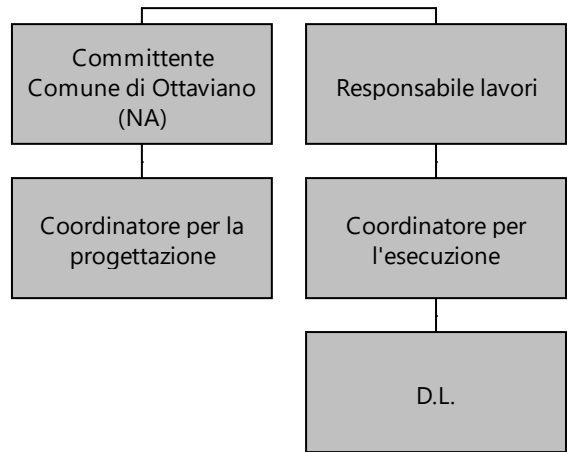 Committente
Comune di Ottaviano
(NA)
Responsabile lavori
Coordinatore per la
progettazione
Coordinatore per
l'esecuzione
D.L.